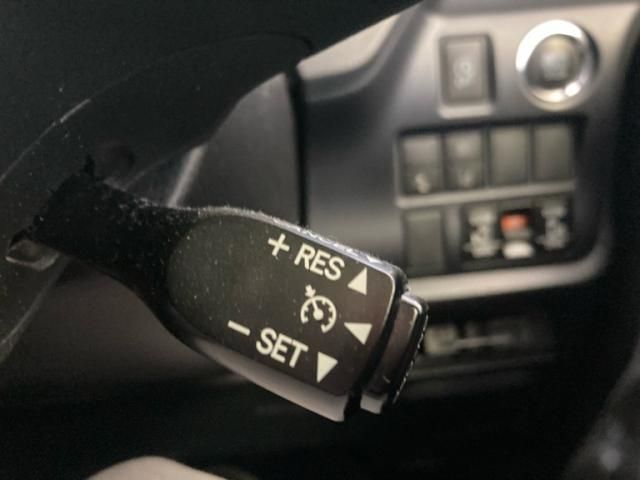 + RES
- SET